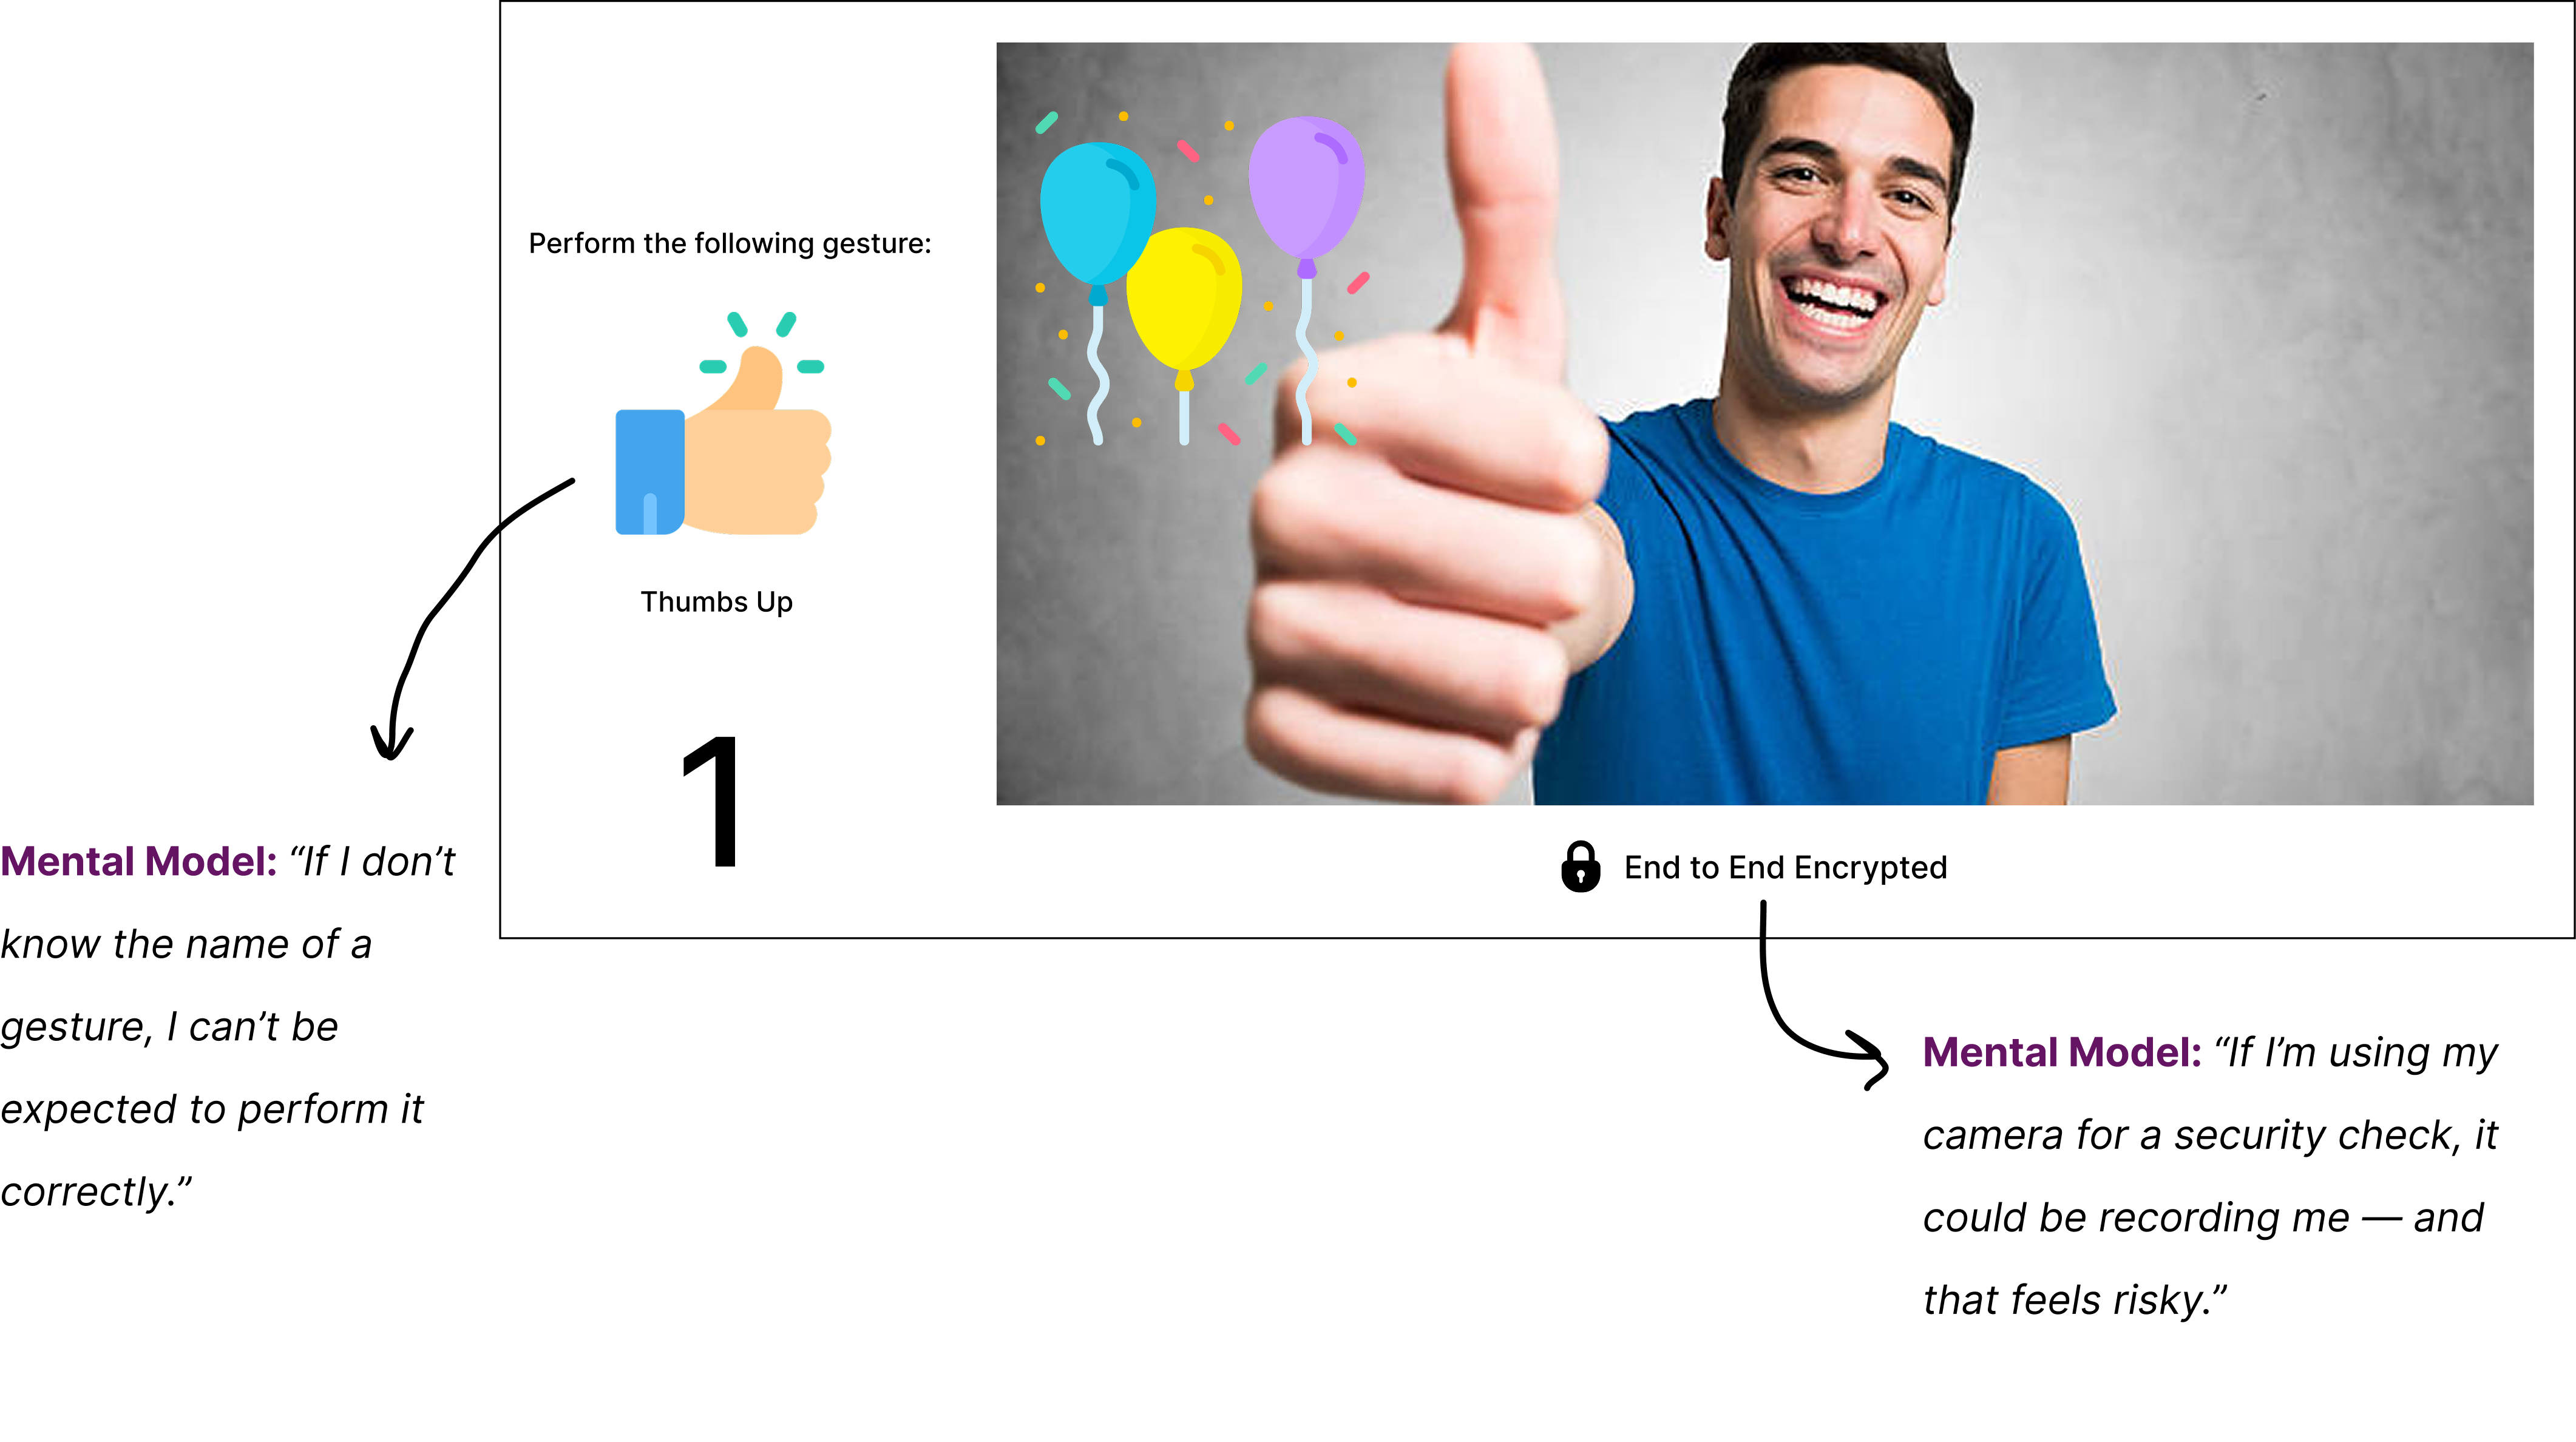 Perform the following gesture:
Thumbs Up
1
End to End Encrypted
Mental Model: “If I don’t
know the name of a
gesture, I can’t be
expected to perform it
correctly.”
Mental Model: “If I’m using my
camera for a security check, it
could be recording me — and
that feels risky.”